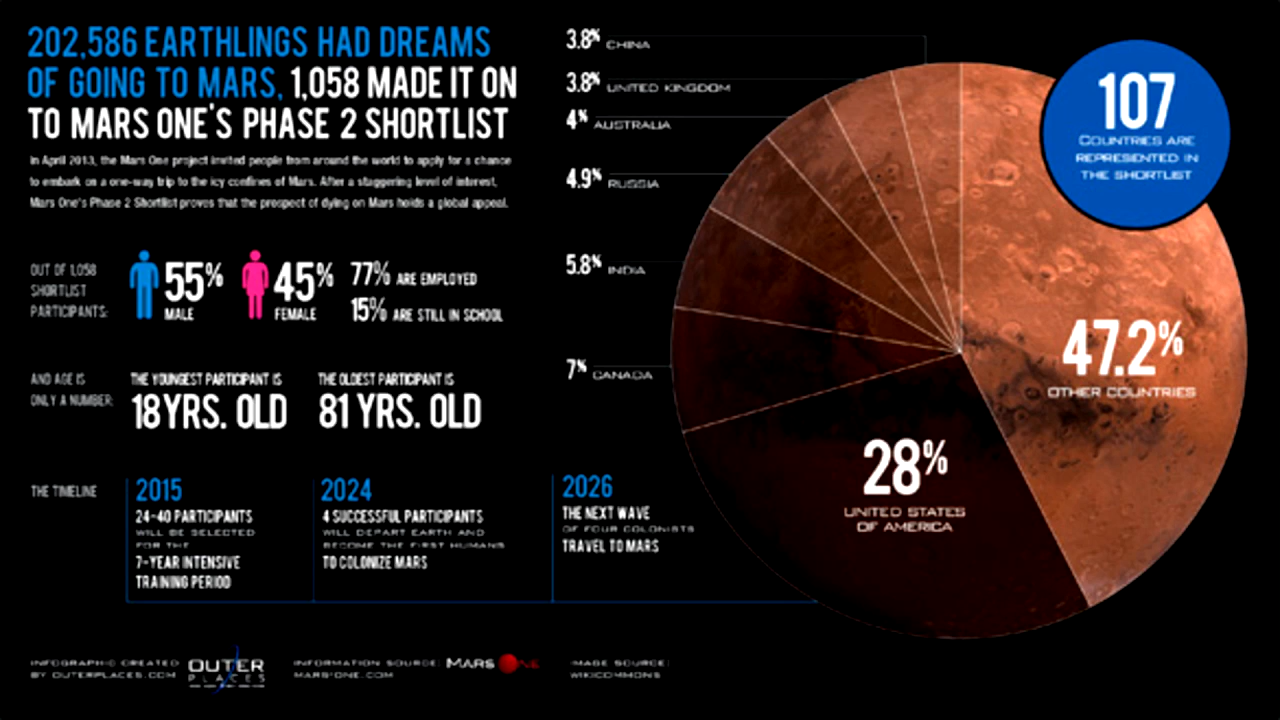 202,586 EARTHLINGS HAD DREAMS
OF GOING TO MARS, 1,058 MADE IT ON
TO MARS ONE'S PHASE 2 SHORTLIST
In April 2013, the Mars One project invited people from around the world to apply for a chance
to embark on a one-way trip to the icy confines of Mars. After a staggering level of interest,
Mars One's Phase 2 Shortlist proves that the prospect of dying on Mars holds a global appeal.
OUT OF 1,058
SHORTLIST
PARTICIPANTS:
55%
MALE
45%
FEMALE
77% ARE EMPLOYED
15% ARE STILL IN SCHOOL
AND AGE IS
ONLY A NUMBER:
THE YOUNGEST PARTICIPANT IS
18 YRS. OLD
THE OLDEST PARTICIPANT IS
81 YRS. OLD
THE TIMELINE
2015
24-40 PARTICIPANTS
WILL BE SELECTED
FOR THE
7-YEAR INTENSIVE
TRAINING PERIOD
2024
4 SUCCESSFUL PARTICIPANTS
WILL DEPART EARTH AND
BECOME THE FIRST HUMANS
TO COLONIZE MARS
2026
THE NEXT WAVE
OF FOUR COLONISTS
TRAVEL TO MARS
3.8% CHINA
3.8% UNITED KINGDOM
4% AUSTRALIA
4.9% RUSSIA
5.8% INDIA
7% CANADA
28%
UNITED STATES
OF AMERICA
47.2%
OTHER COUNTRIES
107
COUNTRIES ARE
REPRESENTED IN
THE SHORTLIST
INFOGRAPHIC CREATED
BY OUTERPLACES.COM
OUTER
PLACES
INFORMATION SOURCE:
MARS-ONE.COM
MARS ONE
IMAGE SOURCE:
WIKICOMMONS